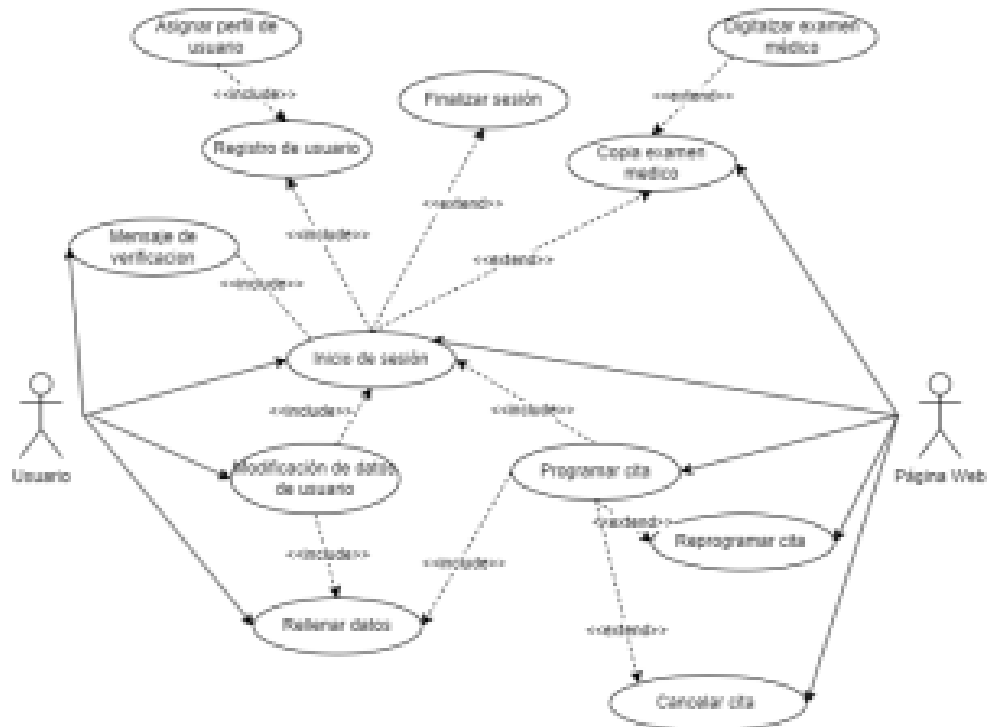 Asignar perfil de
usuario
Digitalizar examen
médico
<<include>>
Finalizar sesión
<<extend>>
Registro de usuario
Copia examen
médico
<<extend>>
<<include>>
Mensaje de
verificacion
<<extend>>
<<include>>
Inicio de sesión
<<include>>
<<include>>
Modificación de datos
de usuario
Programar cita
Usuario
Página Web
<<extend>>
Reprogramar cita
<<include>>
<<include>>
Rellenar datos
<<extend>>
Cancelar cita